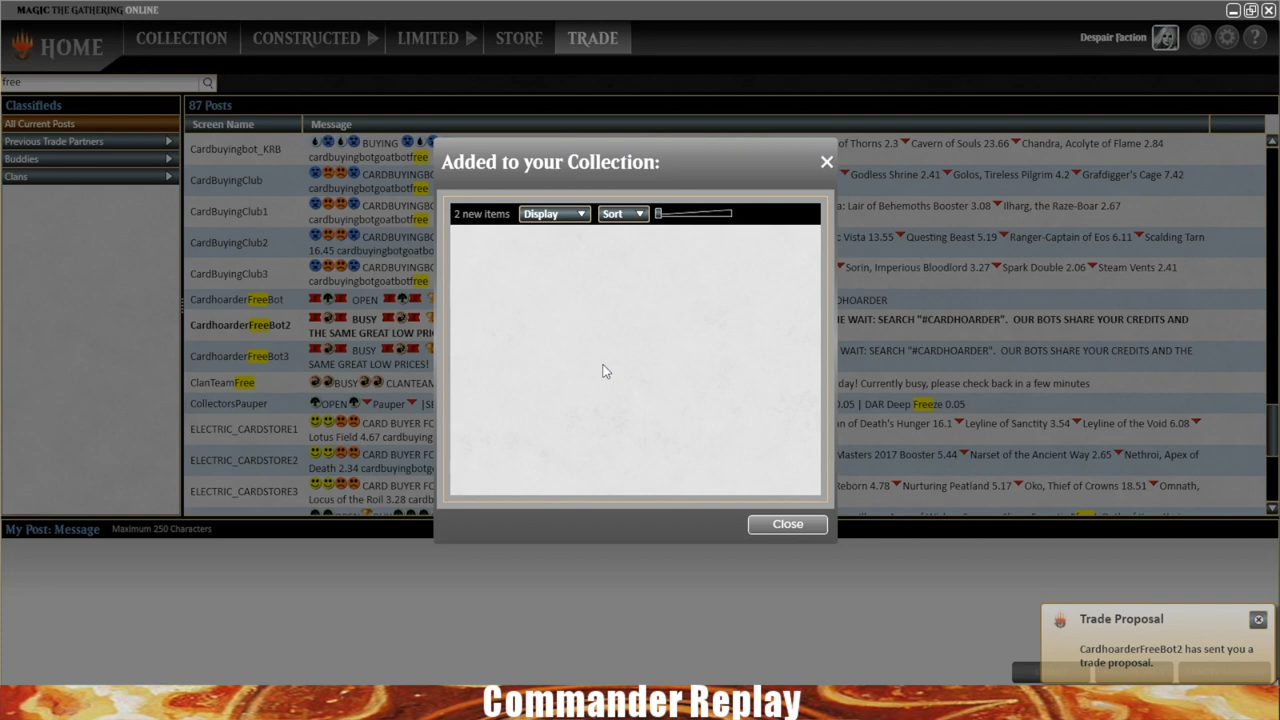 MAGIC THE GATHERING ONLINE
HOME
COLLECTION
CONSTRUCTED
LIMITED
STORE
TRADE
Despair Faction
free
Classifieds
87 Posts
All Current Posts
Screen Name
Message
Previous Trade Partners
Buddies
Clans
Cardbuyingbot_KRB
BUYING
of Thorns 2.3 Cavern of Souls 23.66 Chandra, Acolyte of Flame 2.84
cardbuyingbotgoatbotfree
CardBuyingClub
CARDBUYINGBO
Godless Shrine 2.41 Golos, Tireless Pilgrim 4.2 Grafdigger's Cage 7.42
cardbuyingbotgoatbotfree
CardBuyingClub1
CARDBUYINGBO
a: Lair of Behemoths Booster 3.08 Ilharg, the Raze-Boar 2.67
cardbuyingbotgoatbotfree
CardBuyingClub2
CARDBUYINGBO
Vista 13.55 Questing Beast 5.19 Ranger-Captain of Eos 6.11 Scalding Tarn
16.45 cardbuyingbotgoatbo
CardBuyingClub3
CARDBUYINGBO
Sorin, Imperious Bloodlord 3.27 Spark Double 2.06 Steam Vents 2.41
cardbuyingbotgoatbotfree
CardhoarderFreeBot
OPEN
DHOARDER
CardhoarderFreeBot2
BUSY
E WAIT: SEARCH "#CARDHOARDER". OUR BOTS SHARE YOUR CREDITS AND
THE SAME GREAT LOW PRIC
CardhoarderFreeBot3
BUSY
WAIT: SEARCH "#CARDHOARDER". OUR BOTS SHARE YOUR CREDITS AND THE
SAME GREAT LOW PRICES!
ClanTeamFree
BUSY CLANTEAM
day! Currently busy, please check back in a few minutes
CollectorsPauper
OPEN Pauper
0.05 | DAR Deep Freeze 0.05
ELECTRIC_CARDSTORE1
CARD BUYER FC
n of Death's Hunger 16.1 Leyline of Sanctity 3.54 Leyline of the Void 6.08
Lotus Field 4.67 cardbuying
ELECTRIC_CARDSTORE2
CARD BUYER FC
Masters 2017 Booster 5.44 Narset of the Ancient Way 2.65 Nethroi, Apex of
Death 2.34 cardbuyingbotg
ELECTRIC_CARDSTORE3
CARD BUYER FC
Reborn 4.78 Nurturing Peatland 5.17 Oko, Thief of Crowns 18.51 Omnath,
Locus of the Roil 3.28 cardb
Added to your Collection:
2 new items
Display
Sort
Close
My Post: Message
Maximum 250 Characters
Trade Proposal
CardhoarderFreeBot2 has sent you a
trade proposal.
Commander Replay